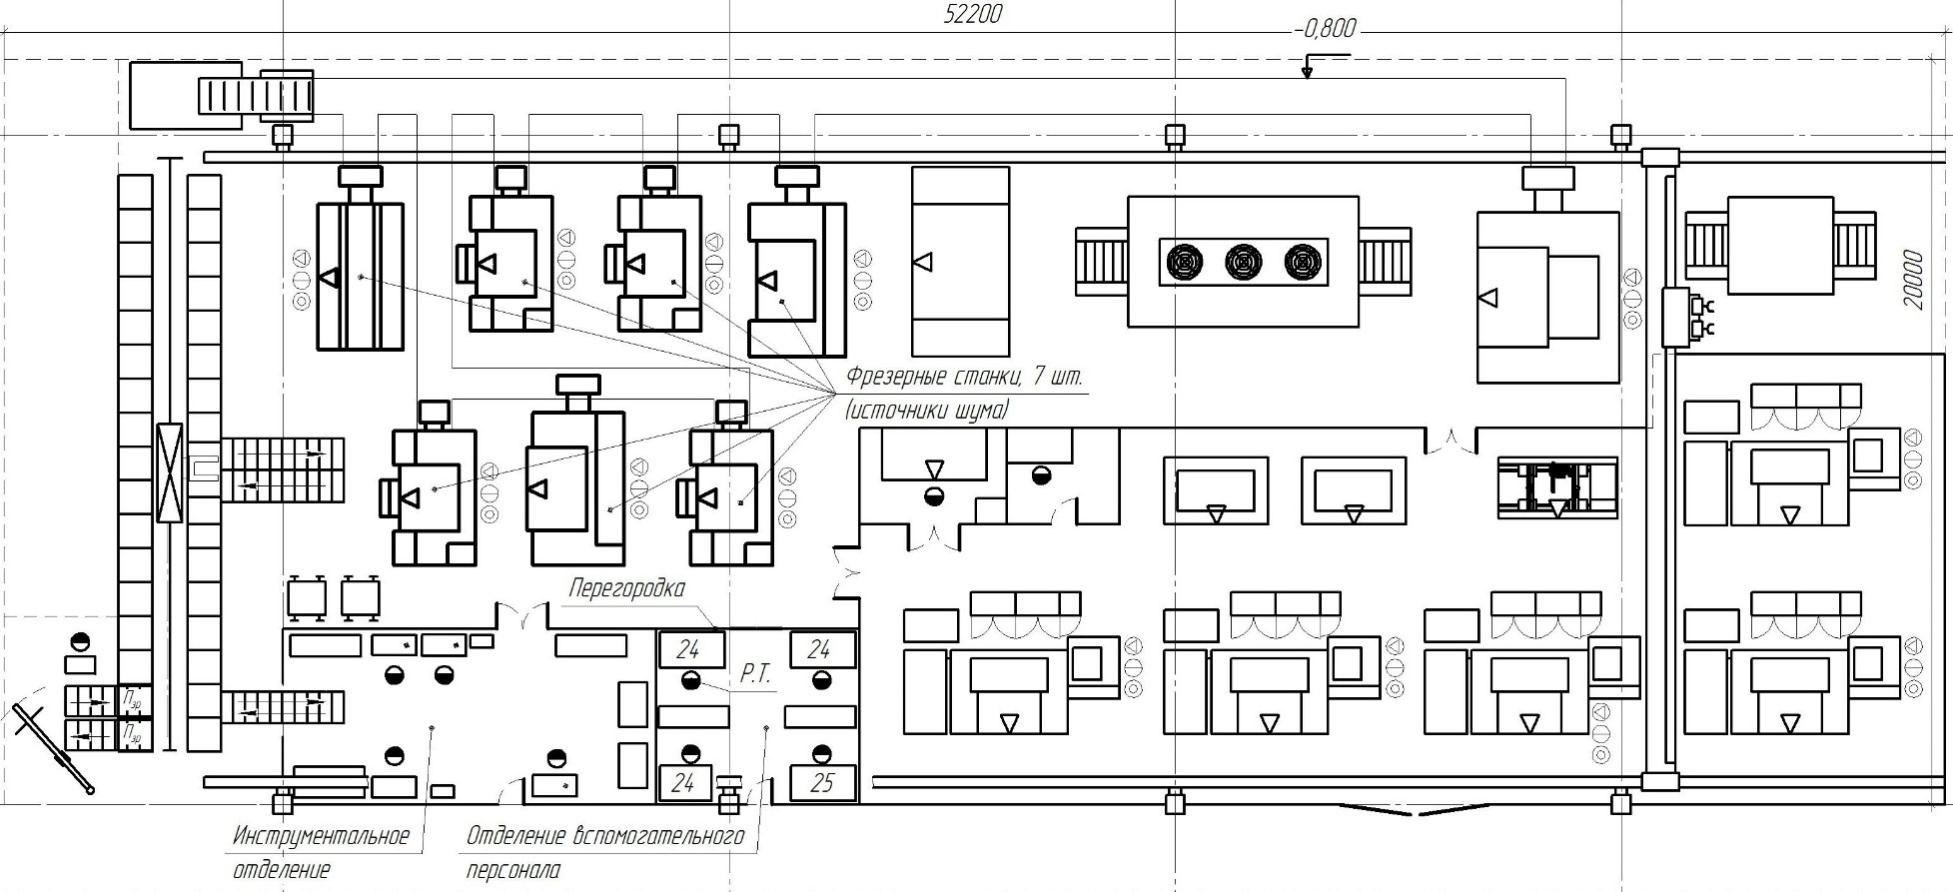 52200
-0,800
20000
Фрезерные станки, 7 шт.
(источники шума)
Перегородка
24
24
Р.Т.
Пзр
Пзр
24
25
Инструментальное
отделение
Отделение вспомогательного
персонала